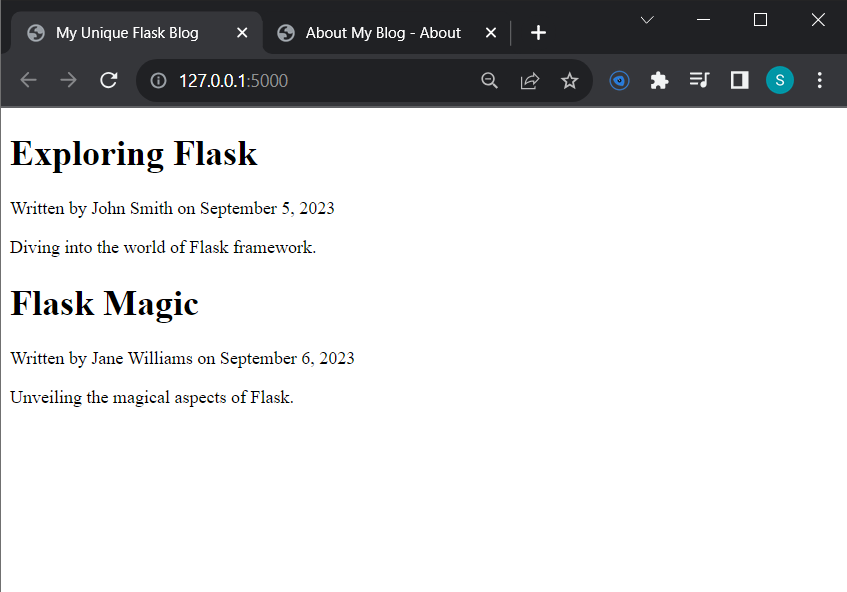 My Unique Flask Blog
About My Blog - About
127.0.0.1:5000
S
Exploring Flask
Written by John Smith on September 5, 2023
Diving into the world of Flask framework.
Flask Magic
Written by Jane Williams on September 6, 2023
Unveiling the magical aspects of Flask.